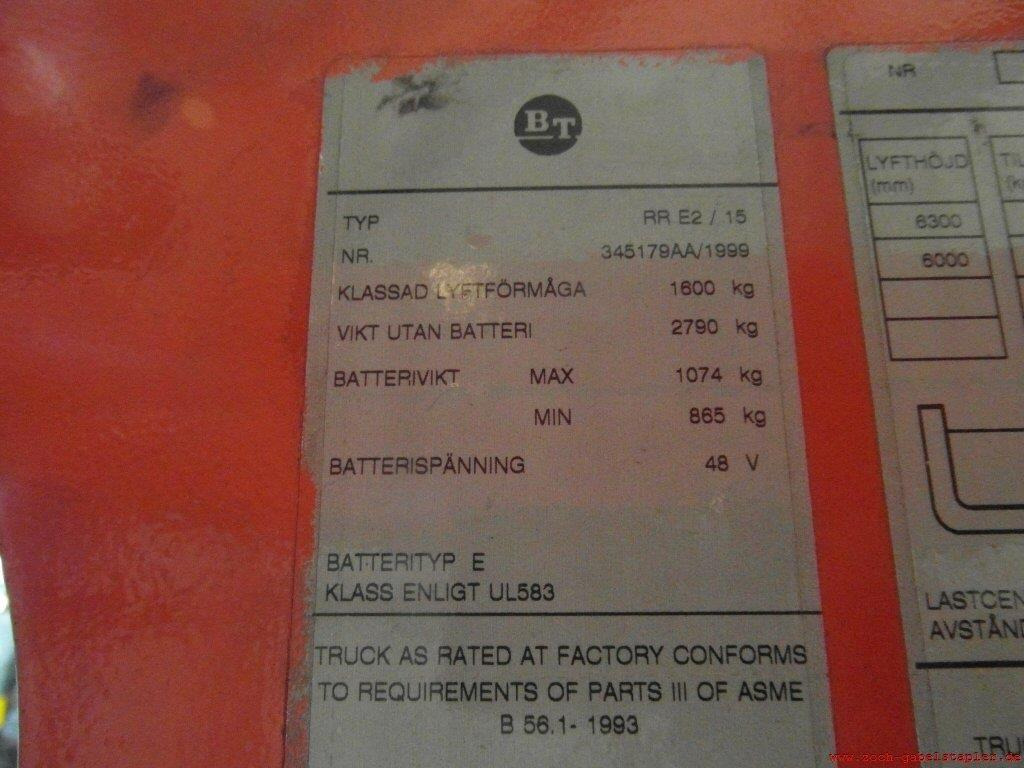 BT
TYP RR E2 / 15
NR. 345179AA/1999
KLASSAD LYFTFÖRMÅGA 1600 kg
VIKT UTAN BATTERI 2790 kg
BATTERIVIKT MAX 1074 kg
MIN 865 kg
BATTERISPÄNNING 48 V
BATTERITYP E
KLASS ENLIGT UL583
TRUCK AS RATED AT FACTORY CONFORMS
TO REQUIREMENTS OF PARTS III OF ASME
B 56.1- 1993
NR
LYFTHÖJD
(mm)
6300
6000
LASTCEN
AVSTÅN
TRU
www.zoch-gabelstapler.de